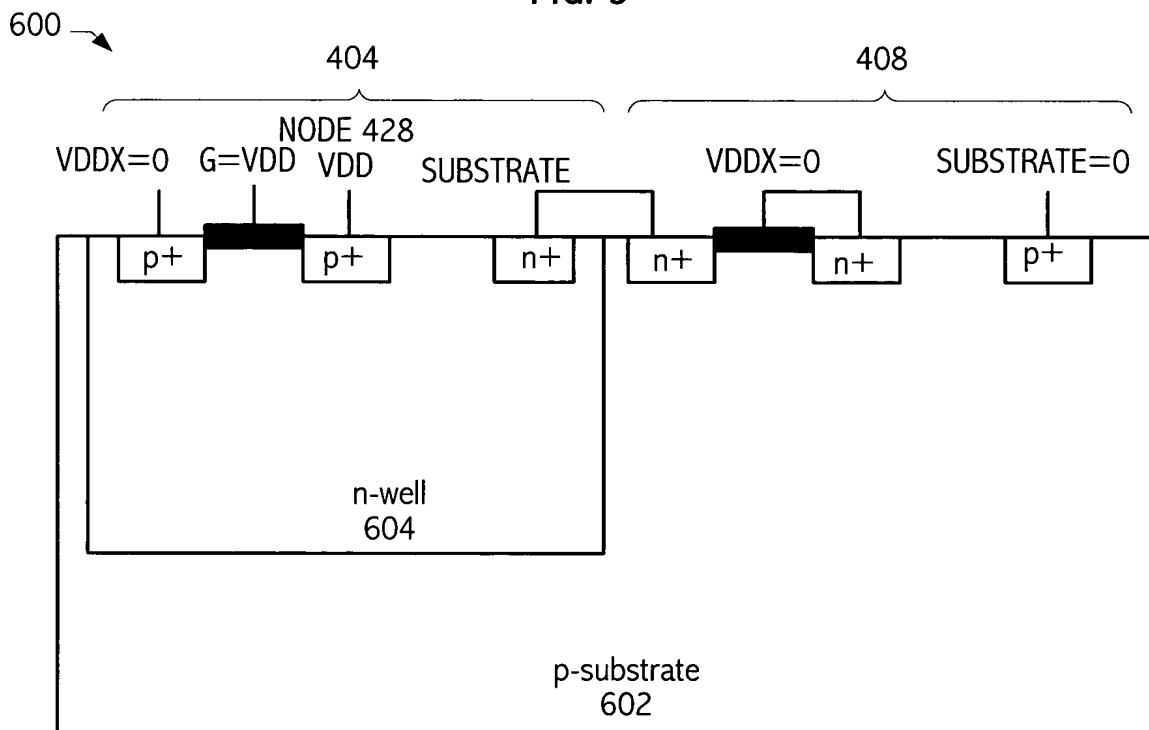 600
404
408
NODE 428
VDDX=0 G=VDD VDD SUBSTRATE VDDX=0 SUBSTRATE=0
p+ p+ n+ n+ n+ p+
n-well
604
p-substrate
602